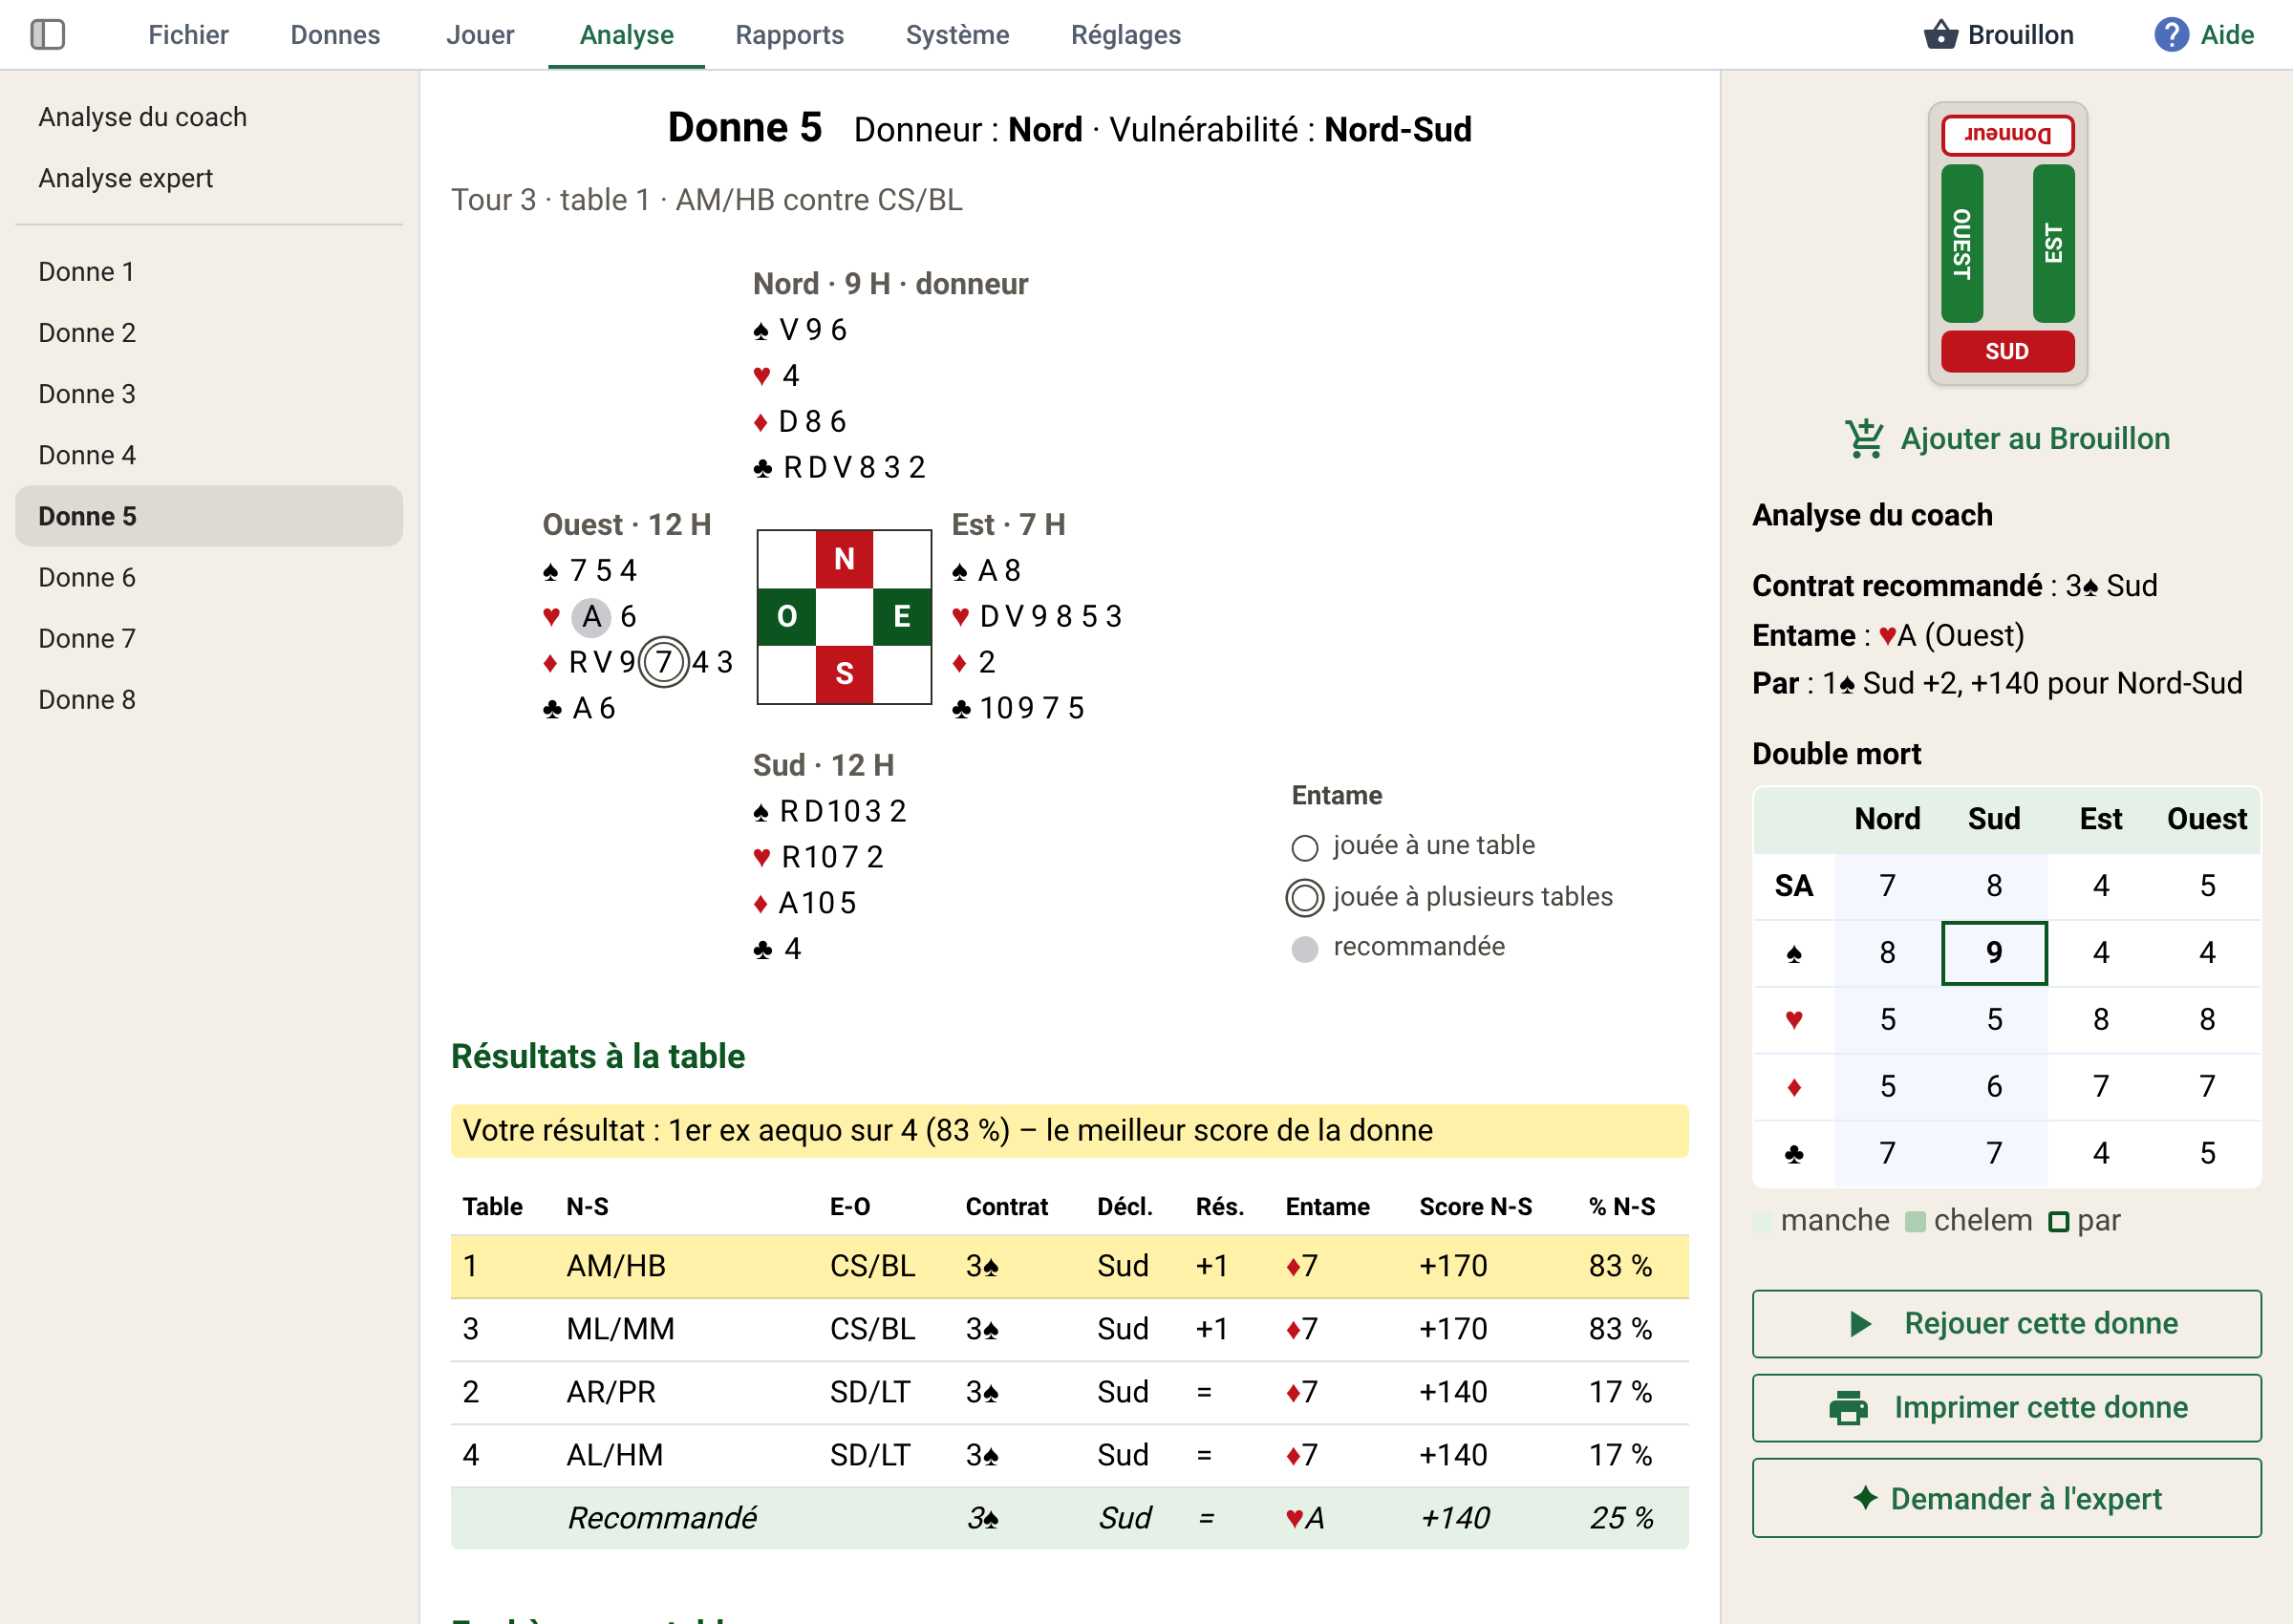 Fichier Donnes Jouer Analyse Rapports Système Réglages Brouillon ? Aide
Analyse du coach
Analyse expert
Donne 1
Donne 2
Donne 3
Donne 4
Donne 5
Donne 6
Donne 7
Donne 8
Donne 5 Donneur : Nord · Vulnérabilité : Nord-Sud
Tour 3 · table 1 · AM/HB contre CS/BL
Nord · 9 H · donneur
♠ V 9 6
♥ 4
♦ D 8 6
♣ R D V 8 3 2
Ouest · 12 H
♠ 7 5 4
♥ A 6
♦ R V 9 7 4 3
♣ A 6
N
O E
S
Est · 7 H
♠ A 8
♥ D V 9 8 5 3
♦ 2
♣ 10 9 7 5
Sud · 12 H
♠ R D 10 3 2
♥ R 10 7 2
♦ A 10 5
♣ 4
Entame
jouée à une table
jouée à plusieurs tables
recommandée
Résultats à la table
Votre résultat : 1er ex aequo sur 4 (83 %) – le meilleur score de la donne
Table N-S E-O Contrat Décl. Rés. Entame Score N-S % N-S
1 AM/HB CS/BL 3♠ Sud +1 ♦7 +170 83 %
3 ML/MM CS/BL 3♠ Sud +1 ♦7 +170 83 %
2 AR/PR SD/LT 3♠ Sud = ♦7 +140 17 %
4 AL/HM SD/LT 3♠ Sud = ♦7 +140 17 %
Recommandé 3♠ Sud = ♥A +140 25 %
Donneur
OUEST
EST
SUD
Ajouter au Brouillon
Analyse du coach
Contrat recommandé : 3♠ Sud
Entame : ♥A (Ouest)
Par : 1♠ Sud +2, +140 pour Nord-Sud
Double mort
Nord Sud Est Ouest
SA 7 8 4 5
♠ 8 9 4 4
♥ 5 5 8 8
♦ 5 6 7 7
♣ 7 7 4 5
manche chelem par
Rejouer cette donne
Imprimer cette donne
Demander à l'expert